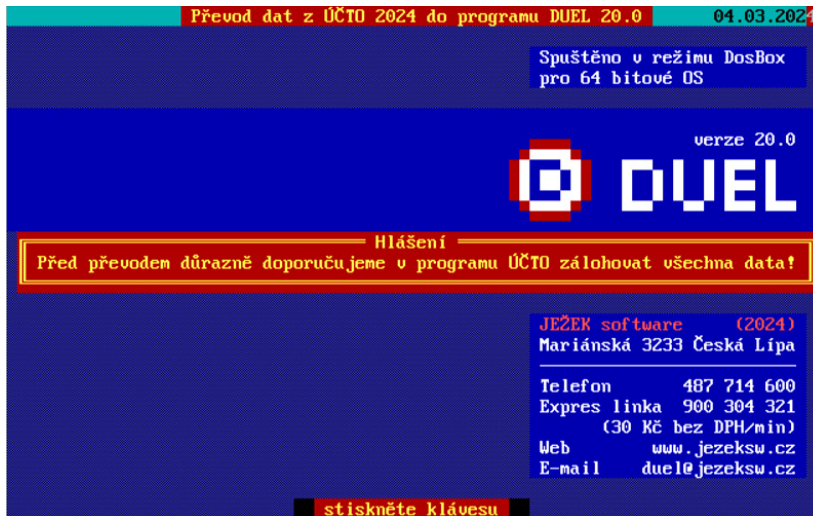 Převod dat z ÚČTO 2024 do programu DUEL 20.0 04.03.2024
Spuštěno v režimu DosBox
pro 64 bitové OS
verze 20.0
DUEL
Hlášení
Před převodem důrazně doporučujeme v programu ÚČTO zálohovat všechna data!
JEŽEK software (2024)
Mariánská 3233 Česká Lípa
Telefon 487 714 600
Expres linka 900 304 321
(30 Kč bez DPH/min)
Web www.jezeksw.cz
E-mail duel@jezeksw.cz
stiskněte klávesu